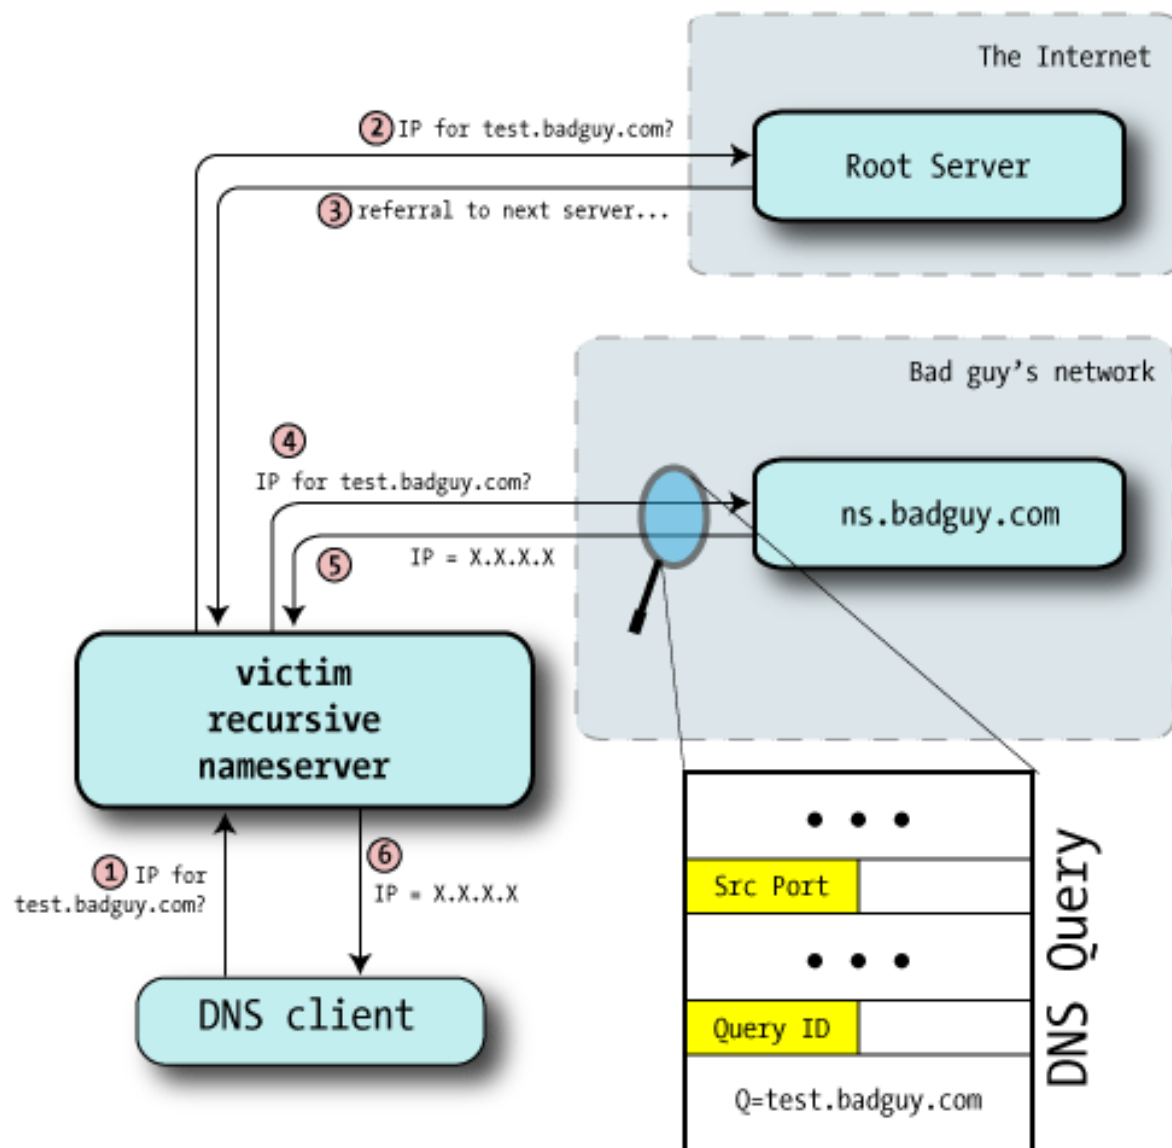 The Internet
2 IP for test.badguy.com?
Root Server
3 referral to next server...
Bad guy's network
4
IP for test.badguy.com?
ns.badguy.com
5 IP = X.X.X.X
victim
recursive
nameserver
1 IP for
test.badguy.com?
6
IP = X.X.X.X
DNS client
• • •
Src Port
• • •
Query ID
Q=test.badguy.com
DNS Query